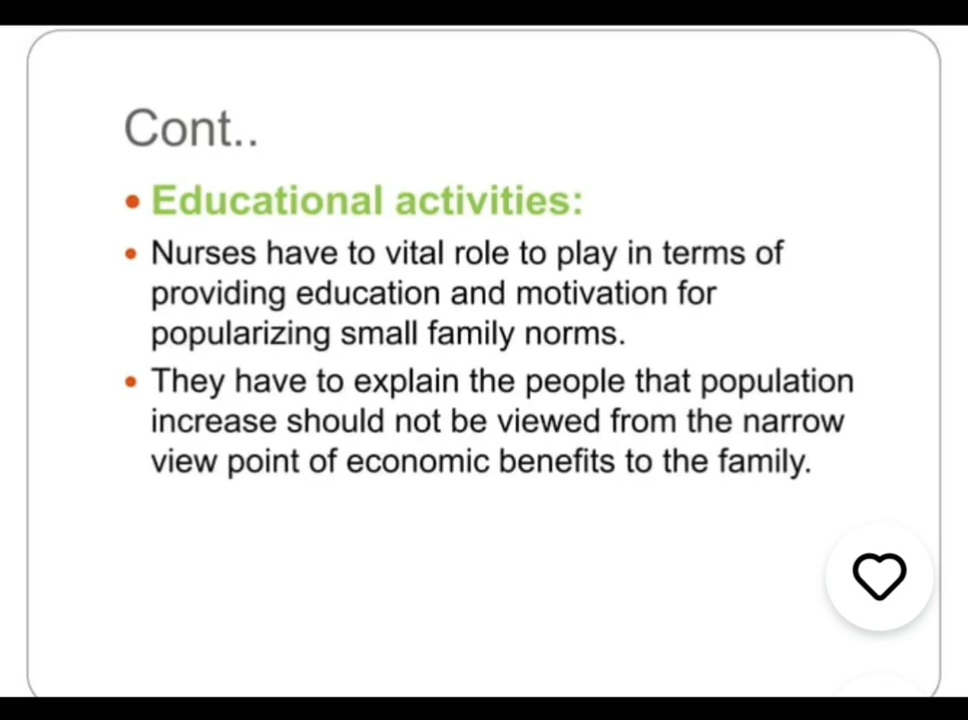 Cont..
• Educational activities:
• Nurses have to vital role to play in terms of
providing education and motivation for
popularizing small family norms.
• They have to explain the people that population
increase should not be viewed from the narrow
view point of economic benefits to the family.